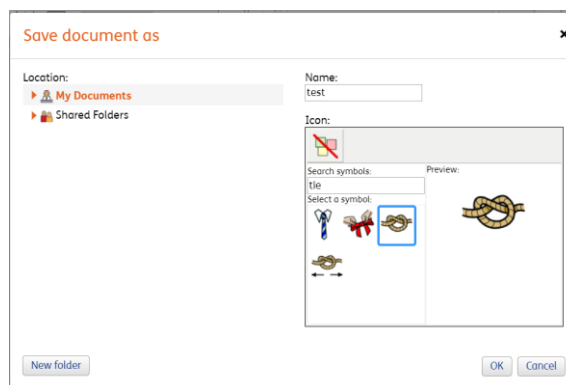 Save document as
Location:
My Documents
Shared Folders
Name:
test
Icon:
Search symbols:
tie
Select a symbol:
Preview:
New folder
OK
Cancel